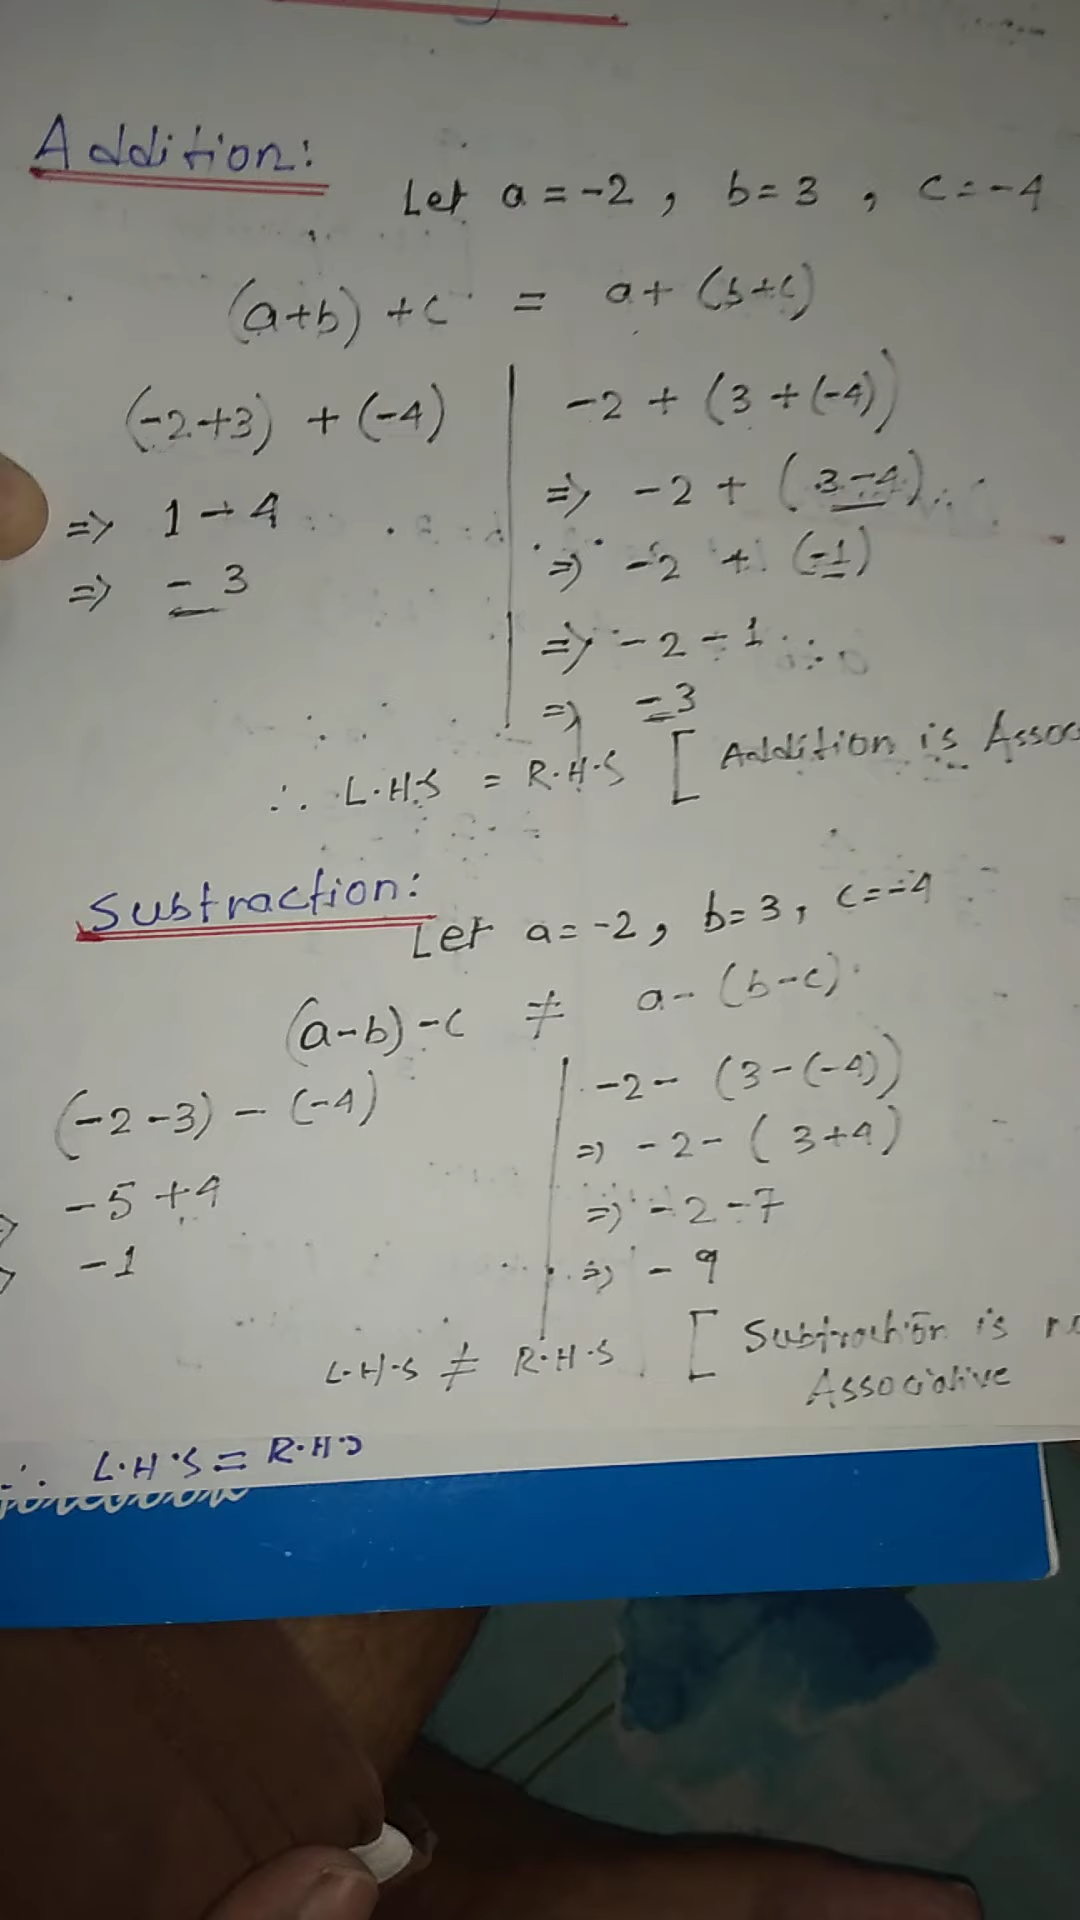 Addition:
Let a = -2 , b = 3 , c = -4
(a+b) + c = a + (b+c)
(-2+3) + (-4) | -2 + (3 + (-4))
=> 1 - 4 | => -2 + (3-4)
=> - 3 | => -2 + (-1)
=> -2 - 1
=> -3
∴ L.H.S = R.H.S [ Addition is Assoc
Subtraction:
Let a = -2, b = 3, c = -4
(a-b) - c ≠ a - (b-c)
(-2-3) - (-4) | -2 - (3-(-4))
-5 + 4 | => -2 - (3+4)
-1 | => -2 - 7
=> - 9
L.H.S ≠ R.H.S [ Subtraction is
Associative
∴ L.H.S = R.H.S